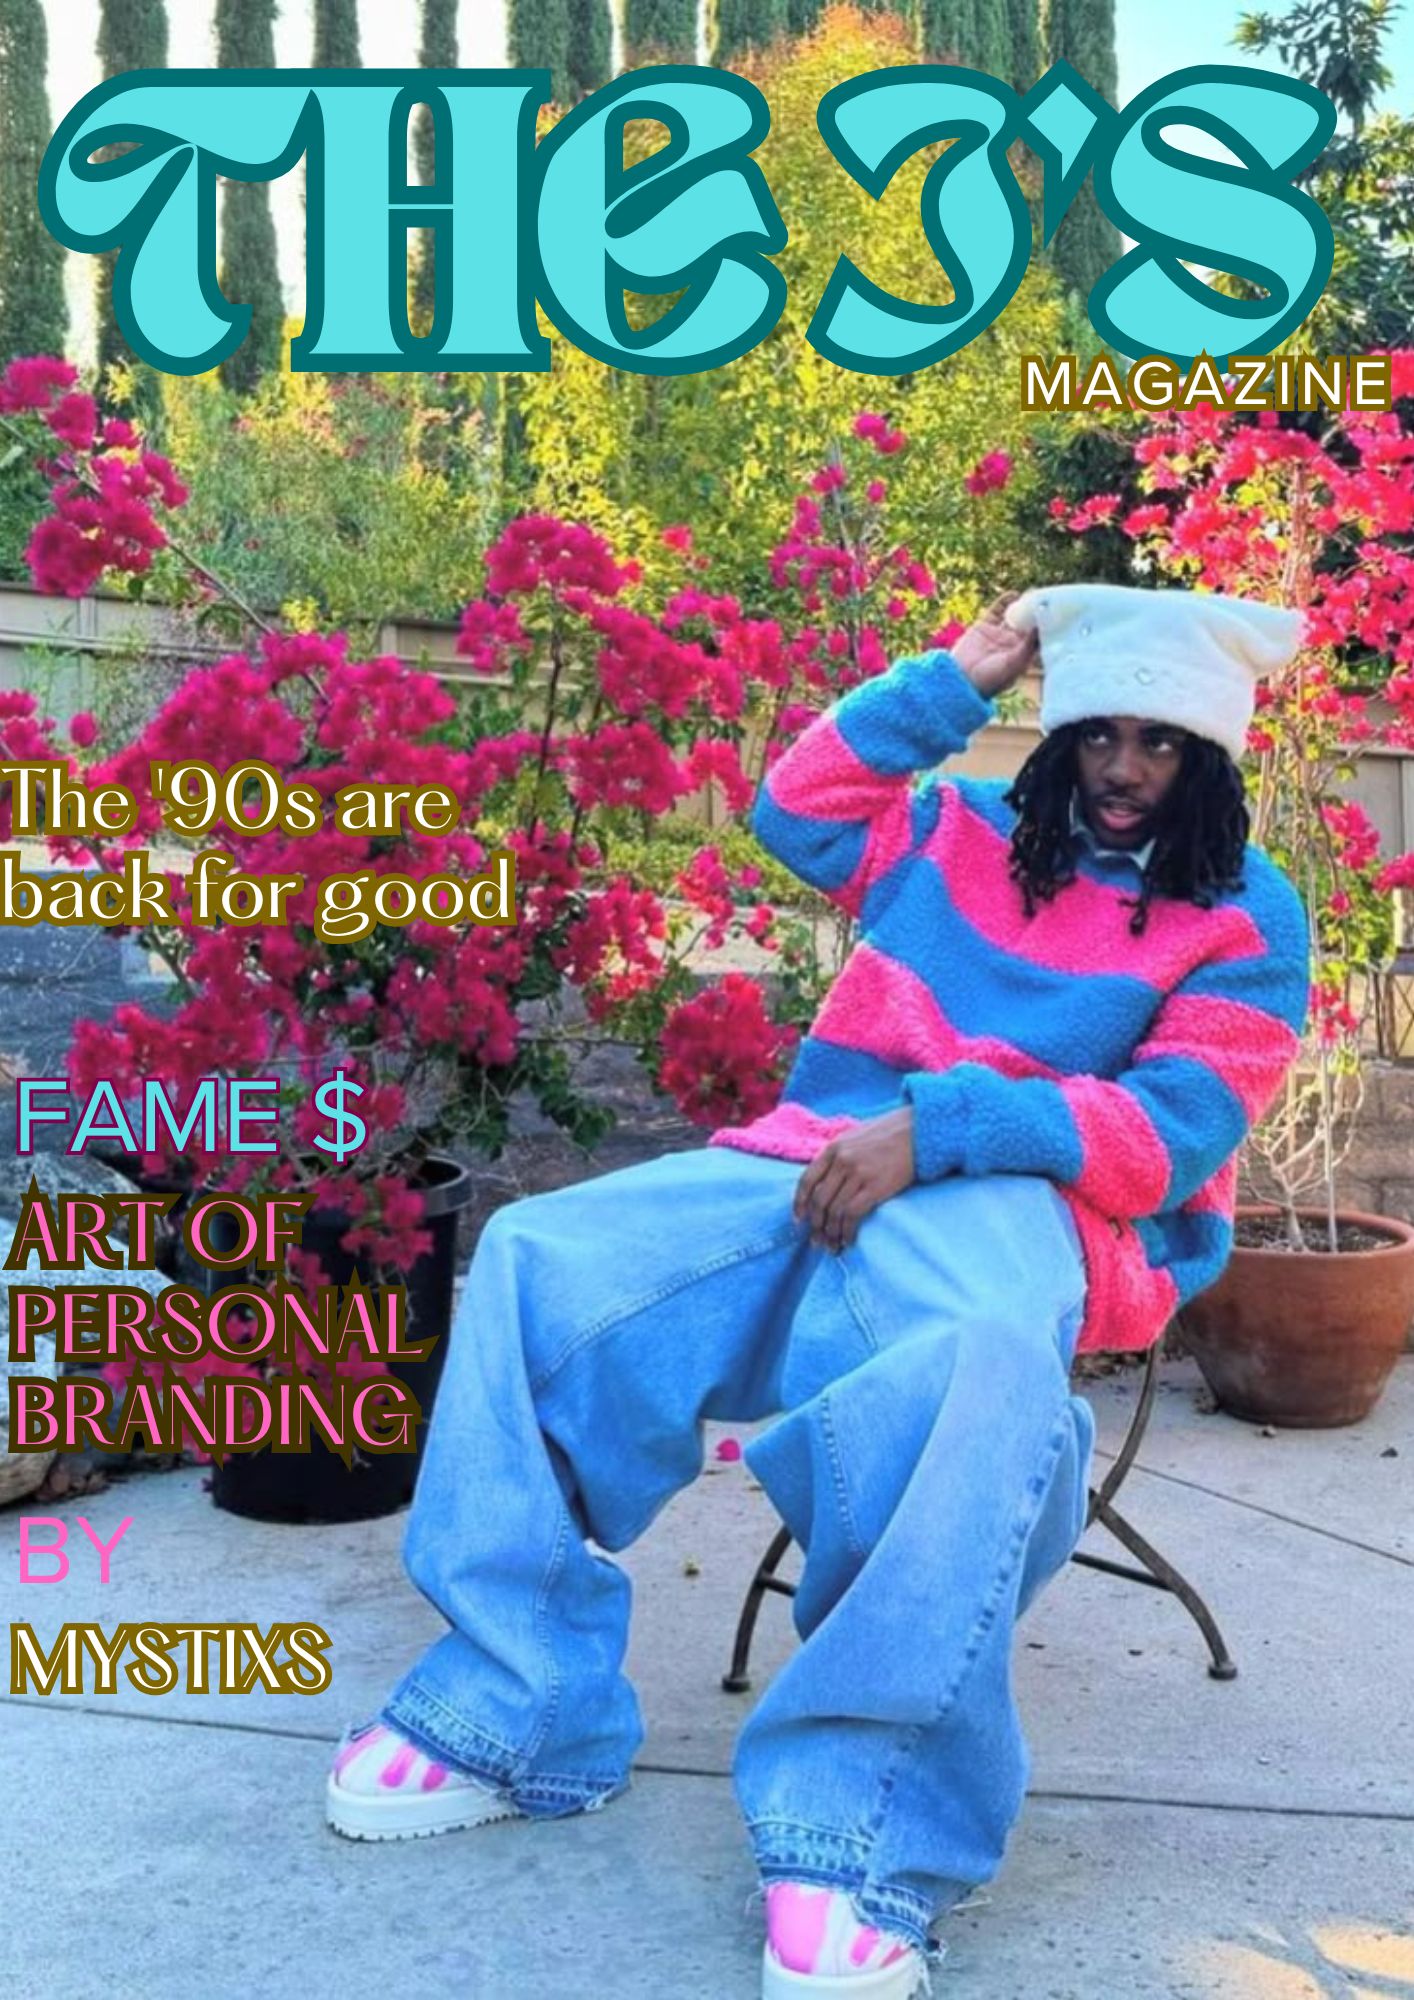 THE J'S
MAGAZINE
The '90s are
back for good
FAME $
ART OF
PERSONAL
BRANDING
BY
MYSTIXS